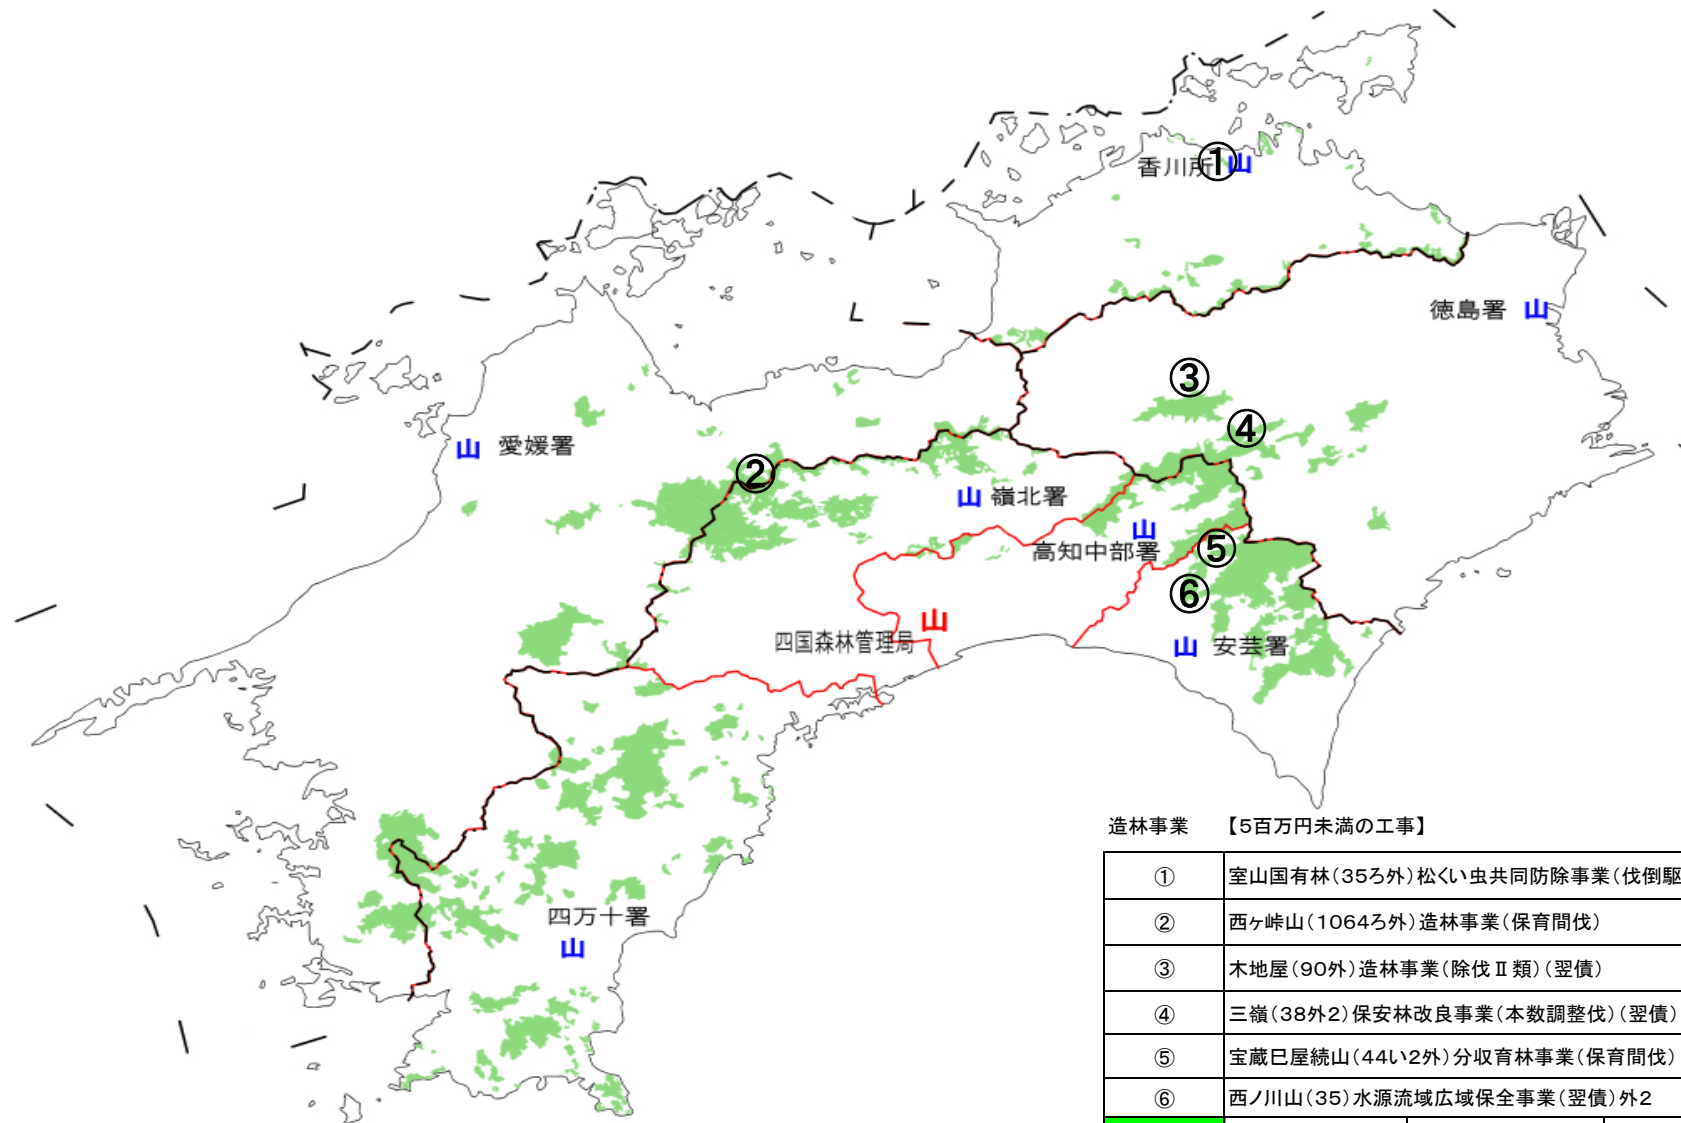 香川所 ① 山
徳島署 山
③
④
山 愛媛署
②
山 嶺北署
山
高知中部署
⑤
⑥
山
四国森林管理局
山 安芸署
四万十署
山
造林事業 【5百万円未満の工事】
① 室山国有林(35ろ外)松くい虫共同防除事業(伐倒駆
② 西ヶ峠山(1064ろ外)造林事業(保育間伐)
③ 木地屋(90外)造林事業(除伐Ⅱ類)(翌債)
④ 三嶺(38外2)保安林改良事業(本数調整伐)(翌債)
⑤ 宝蔵巳屋続山(44い2外)分収育林事業(保育間伐)
⑥ 西ノ川山(35)水源流域広域保全事業(翌債)外2